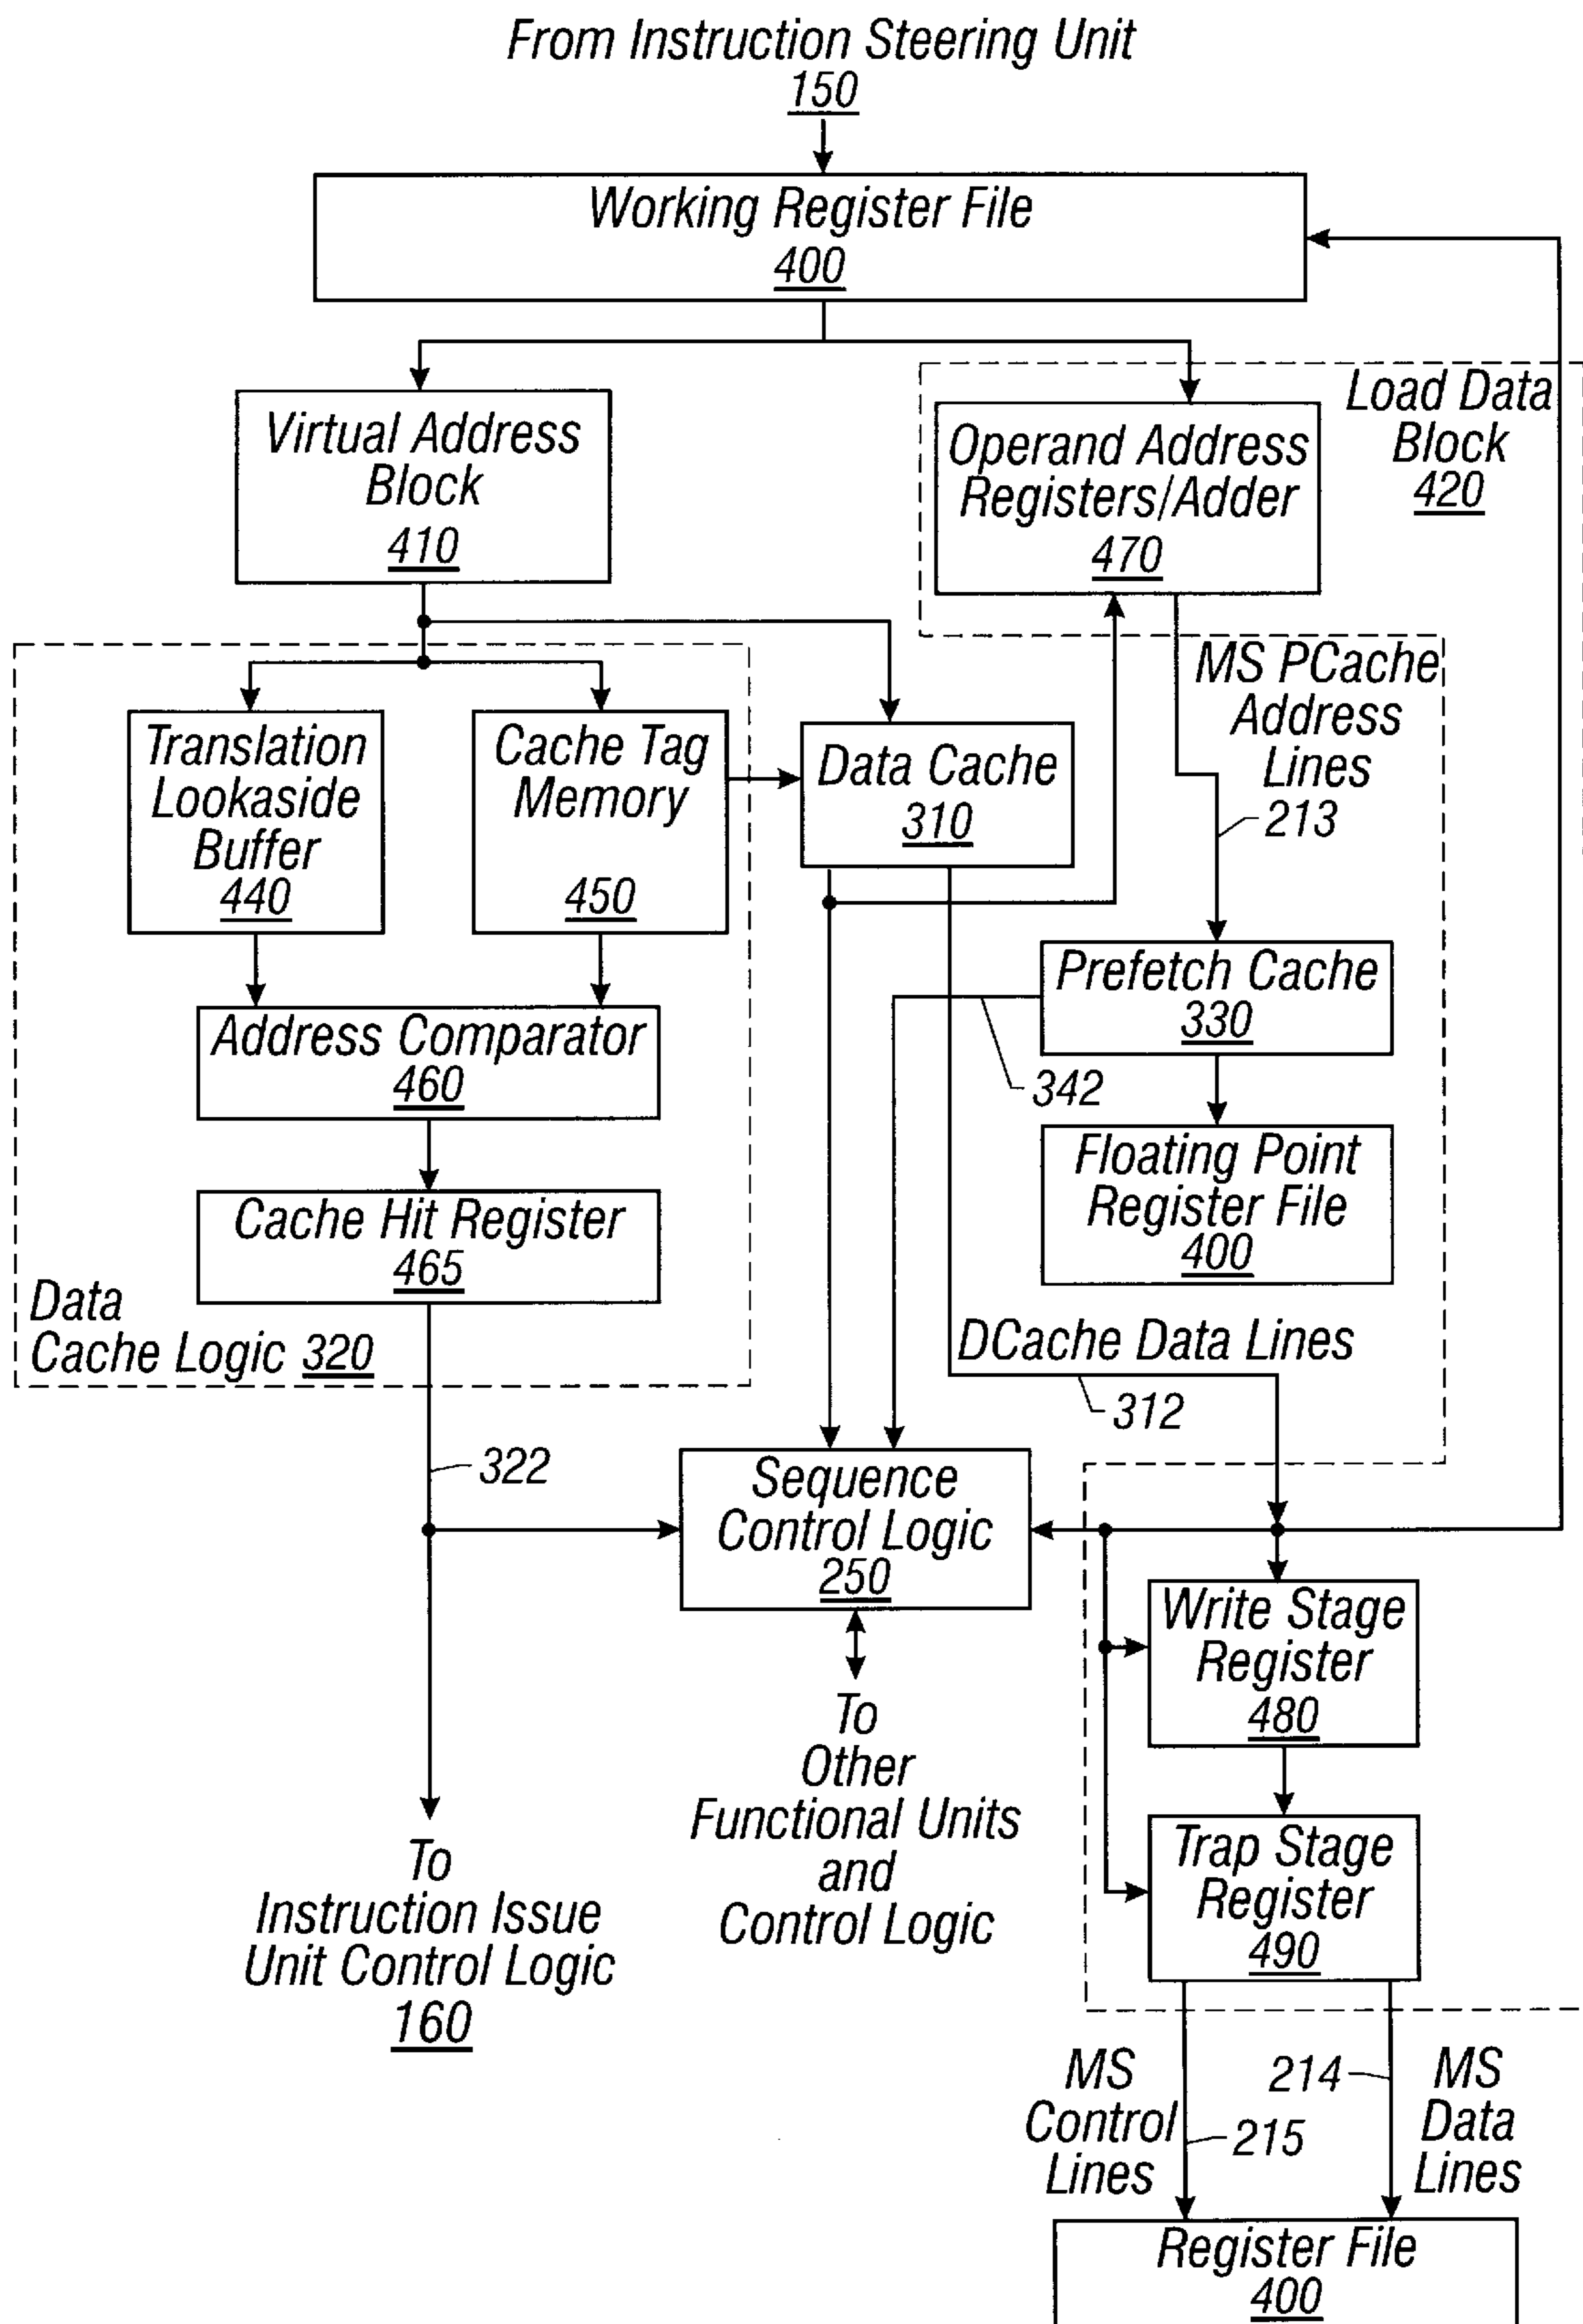 From Instruction Steering Unit
150
Working Register File
400
Load Data
Block
420
Virtual Address
Block
410
Operand Address
Registers/Adder
470
MS PCache
Address
Lines
213
Translation
Lookaside
Buffer
440
Cache Tag
Memory
450
Data Cache
310
Prefetch Cache
330
342
Address Comparator
460
Floating Point
Register File
400
Cache Hit Register
465
Data
Cache Logic 320
DCache Data Lines
312
322
Sequence
Control Logic
250
Write Stage
Register
480
To
Other
Functional Units
and
Control Logic
Trap Stage
Register
490
To
Instruction Issue
Unit Control Logic
160
MS
Control
Lines
215
214
MS
Data
Lines
Register File
400